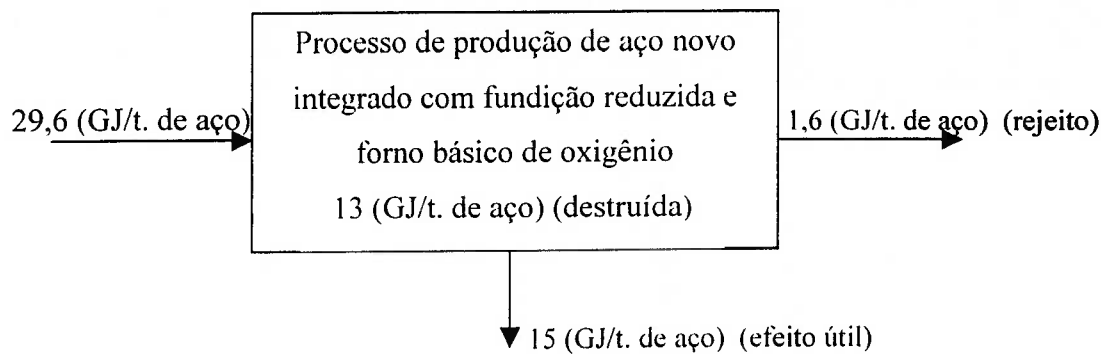 Processo de produção de aço novo
integrado com fundição reduzida e
29,6 (GJ/t. de aço)
1,6 (GJ/t. de aço) (rejeito)
forno básico de oxigênio
13 (GJ/t. de aço) (destruída)
15 (GJ/t. de aço) (efeito útil)